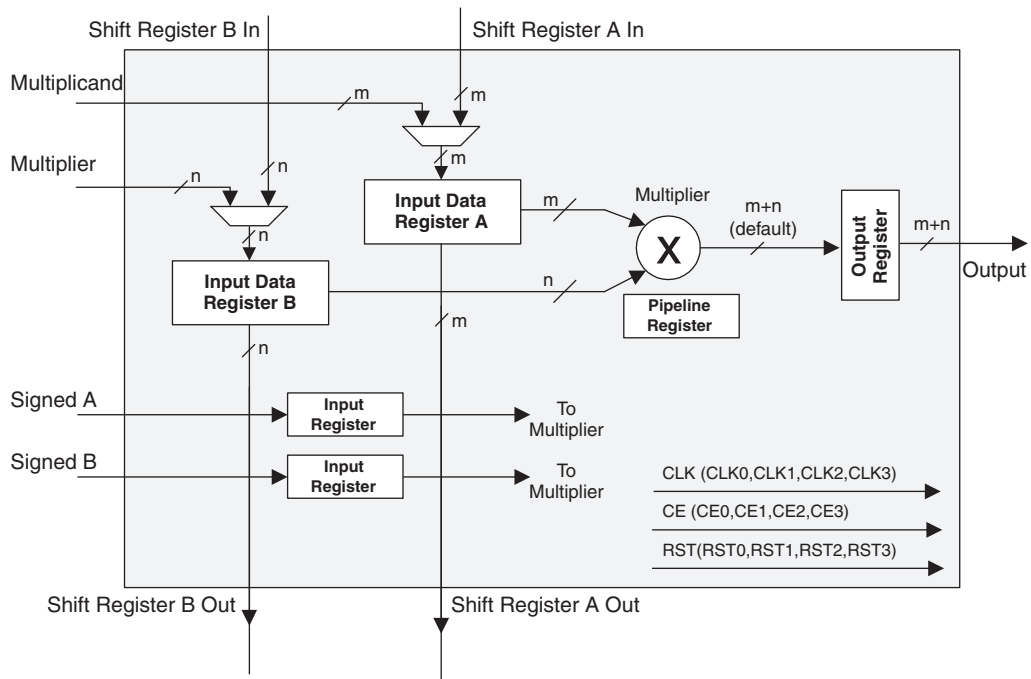 Shift Register B In
Shift Register A In
Multiplicand
m
m
Multiplier
n
n
m
Input Data
Register A
m
Multiplier
X
m+n
(default)
Output
Register
m+n
Output
n
Input Data
Register B
n
m
Pipeline
Register
n
Signed A
Input
Register
To
Multiplier
Signed B
Input
Register
To
Multiplier
CLK (CLK0,CLK1,CLK2,CLK3)
CE (CE0,CE1,CE2,CE3)
RST(RST0,RST1,RST2,RST3)
Shift Register B Out
Shift Register A Out